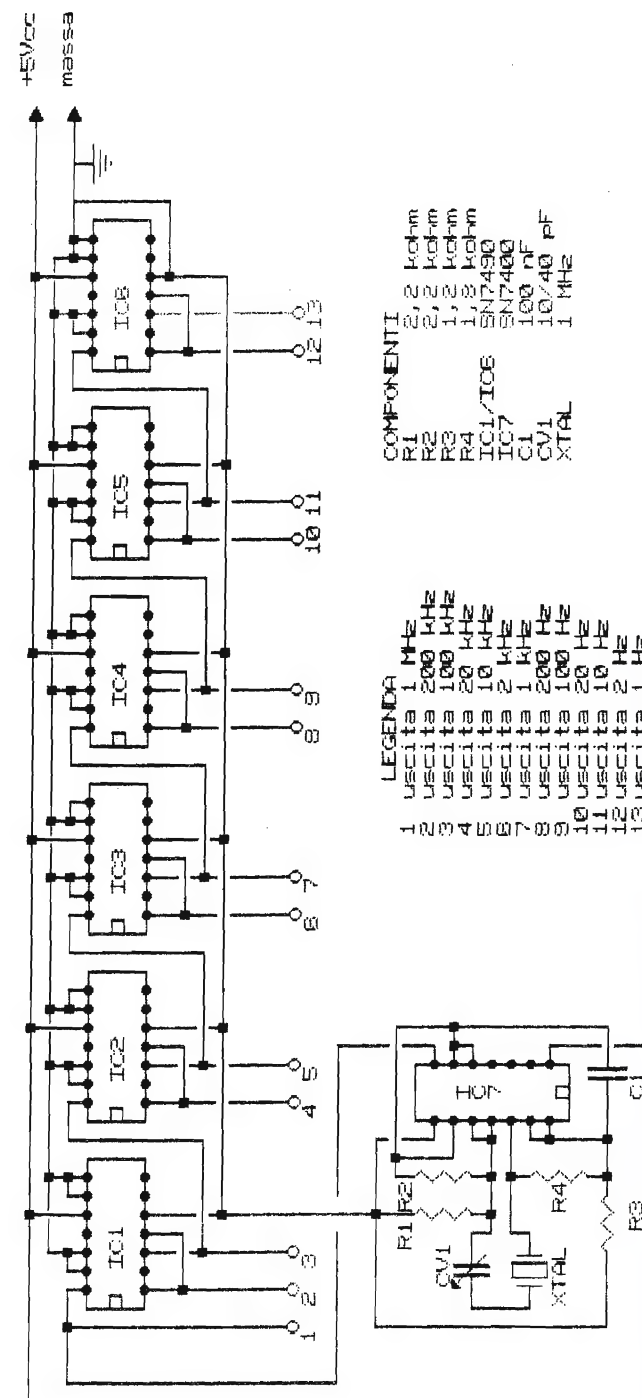 +5Vcc
massa
IC1
IC2
IC3
IC4
IC5
IC6
1
2
3
4
5
6
7
8
9
10
11
12
13
COMPONENTI
R1 2,2 kohm
R2 2,2 kohm
R3 1,2 kohm
R4 1,8 kohm
IC1/IC6 SN7490
IC7 SN7400
C1 100 nF
CV1 10/40 pF
XTAL 1 MHz
LEGENDA
1 uscita 1 MHz
2 uscita 200 kHz
3 uscita 100 kHz
4 uscita 20 kHz
5 uscita 10 kHz
6 uscita 2 kHz
7 uscita 1 kHz
8 uscita 200 Hz
9 uscita 100 Hz
10 uscita 20 Hz
11 uscita 10 Hz
12 uscita 2 Hz
13 uscita 1 Hz
IC7
R1
R2
CV1
XTAL
R4
R3
C1